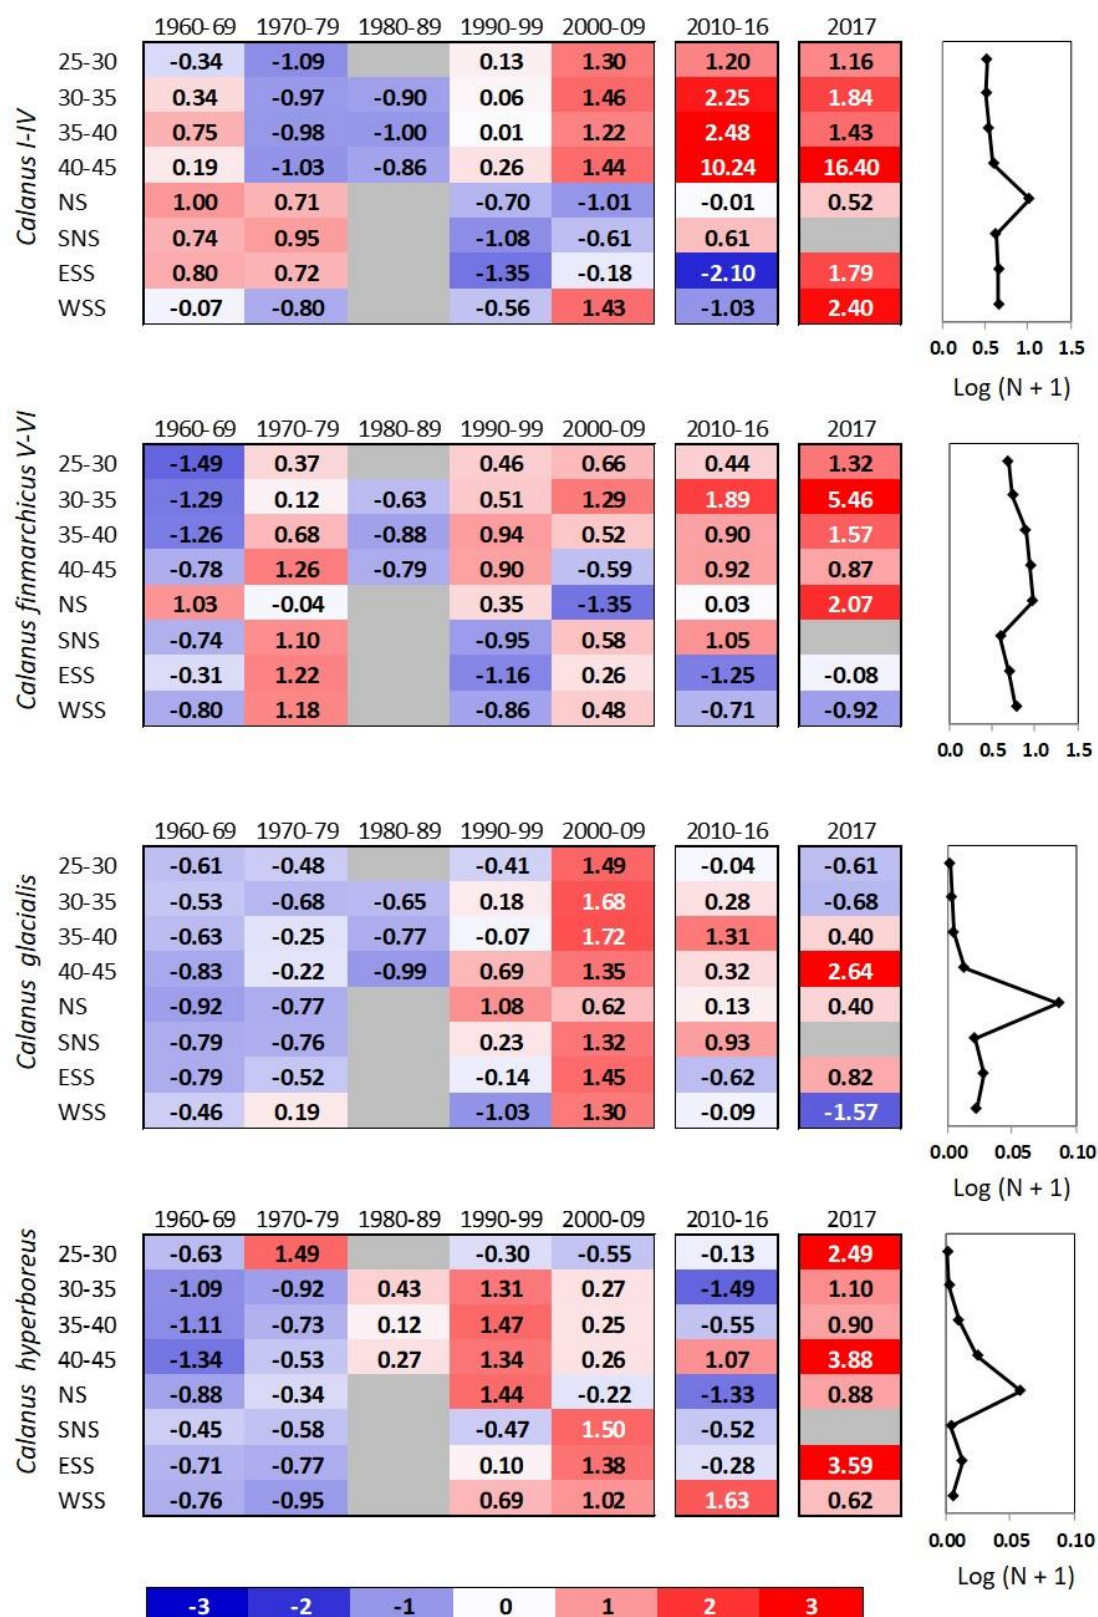 1960-69 1970-79 1980-89 1990-99 2000-09 2010-16 2017
Calanus I-IV
25-30 -0.34 -1.09 0.13 1.30 1.20 1.16
30-35 0.34 -0.97 -0.90 0.06 1.46 2.25 1.84
35-40 0.75 -0.98 -1.00 0.01 1.22 2.48 1.43
40-45 0.19 -1.03 -0.86 0.26 1.44 10.24 16.40
NS 1.00 0.71 -0.70 -1.01 -0.01 0.52
SNS 0.74 0.95 -1.08 -0.61 0.61
ESS 0.80 0.72 -1.35 -0.18 -2.10 1.79
WSS -0.07 -0.80 -0.56 1.43 -1.03 2.40
0.0 0.5 1.0 1.5
Log (N + 1)
1960-69 1970-79 1980-89 1990-99 2000-09 2010-16 2017
Calanus finmarchicus V-VI
25-30 -1.49 0.37 0.46 0.66 0.44 1.32
30-35 -1.29 0.12 -0.63 0.51 1.29 1.89 5.46
35-40 -1.26 0.68 -0.88 0.94 0.52 0.90 1.57
40-45 -0.78 1.26 -0.79 0.90 -0.59 0.92 0.87
NS 1.03 -0.04 0.35 -1.35 0.03 2.07
SNS -0.74 1.10 -0.95 0.58 1.05
ESS -0.31 1.22 -1.16 0.26 -1.25 -0.08
WSS -0.80 1.18 -0.86 0.48 -0.71 -0.92
0.0 0.5 1.0 1.5
1960-69 1970-79 1980-89 1990-99 2000-09 2010-16 2017
Calanus glacialis
25-30 -0.61 -0.48 -0.41 1.49 -0.04 -0.61
30-35 -0.53 -0.68 -0.65 0.18 1.68 0.28 -0.68
35-40 -0.63 -0.25 -0.77 -0.07 1.72 1.31 0.40
40-45 -0.83 -0.22 -0.99 0.69 1.35 0.32 2.64
NS -0.92 -0.77 1.08 0.62 0.13 0.40
SNS -0.79 -0.76 0.23 1.32 0.93
ESS -0.79 -0.52 -0.14 1.45 -0.62 0.82
WSS -0.46 0.19 -1.03 1.30 -0.09 -1.57
0.00 0.05 0.10
Log (N + 1)
1960-69 1970-79 1980-89 1990-99 2000-09 2010-16 2017
Calanus hyperboreus
25-30 -0.63 1.49 -0.30 -0.55 -0.13 2.49
30-35 -1.09 -0.92 0.43 1.31 0.27 -1.49 1.10
35-40 -1.11 -0.73 0.12 1.47 0.25 -0.55 0.90
40-45 -1.34 -0.53 0.27 1.34 0.26 1.07 3.88
NS -0.88 -0.34 1.44 -0.22 -1.33 0.88
SNS -0.45 -0.58 -0.47 1.50 -0.52
ESS -0.71 -0.77 0.10 1.38 -0.28 3.59
WSS -0.76 -0.95 0.69 1.02 1.63 0.62
0.00 0.05 0.10
Log (N + 1)
-3 -2 -1 0 1 2 3